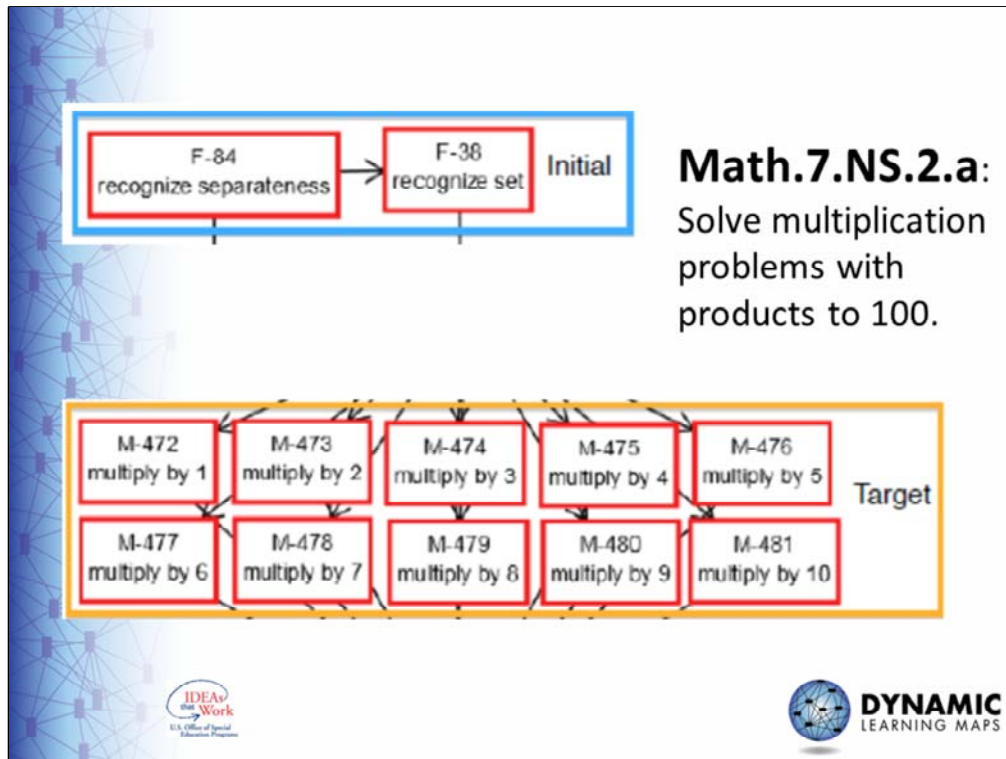 F-84
recognize separateness
F-38
recognize set
Initial
Math.7.NS.2.a:
Solve multiplication
problems with
products to 100.
M-472
multiply by 1
M-473
multiply by 2
M-474
multiply by 3
M-475
multiply by 4
M-476
multiply by 5
Target
M-477
multiply by 6
M-478
multiply by 7
M-479
multiply by 8
M-480
multiply by 9
M-481
multiply by 10
IDEAs
that Work
U.S. Office of Special
Education Programs
DYNAMIC
LEARNING MAPS